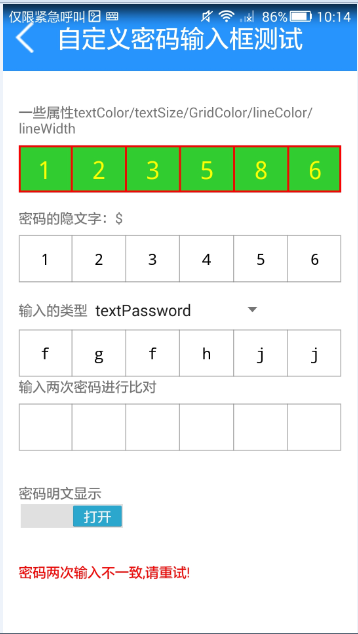 仅限紧急呼叫 86% 10:14
自定义密码输入框测试
一些属性textColor/textSize/GridColor/lineColor/
lineWidth
1 2 3 5 8 6
密码的隐文字：$
1 2 3 4 5 6
输入的类型 textPassword
f g f h j j
输入两次密码进行比对
密码明文显示
打开
密码两次输入不一致,请重试!